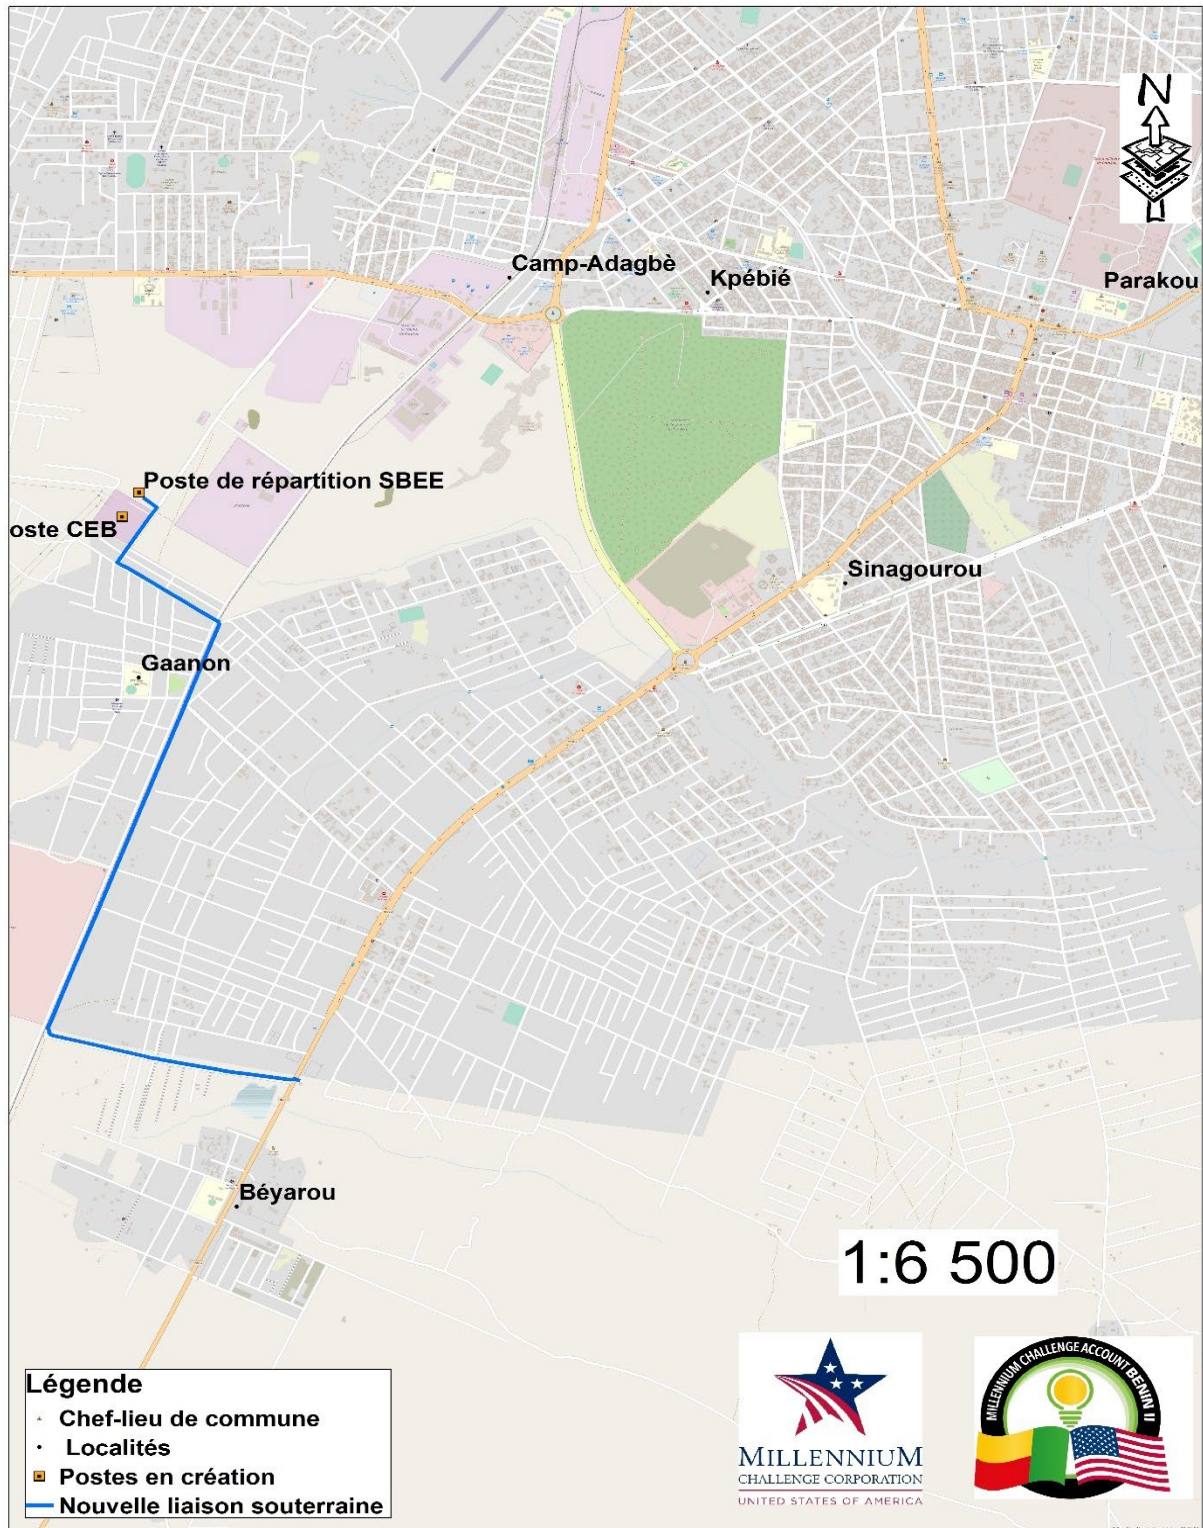 N
Camp-Adagbè
Kpébié
Parakou
Poste de répartition SBEE
oste CEB
Sinagourou
Gaanon
Béyarou
1:6 500
Légende
Chef-lieu de commune
Localités
Postes en création
Nouvelle liaison souterraine
MILLENNIUM
CHALLENGE CORPORATION
UNITED STATES OF AMERICA
MILLENNIUM CHALLENGE ACCOUNT BENIN II